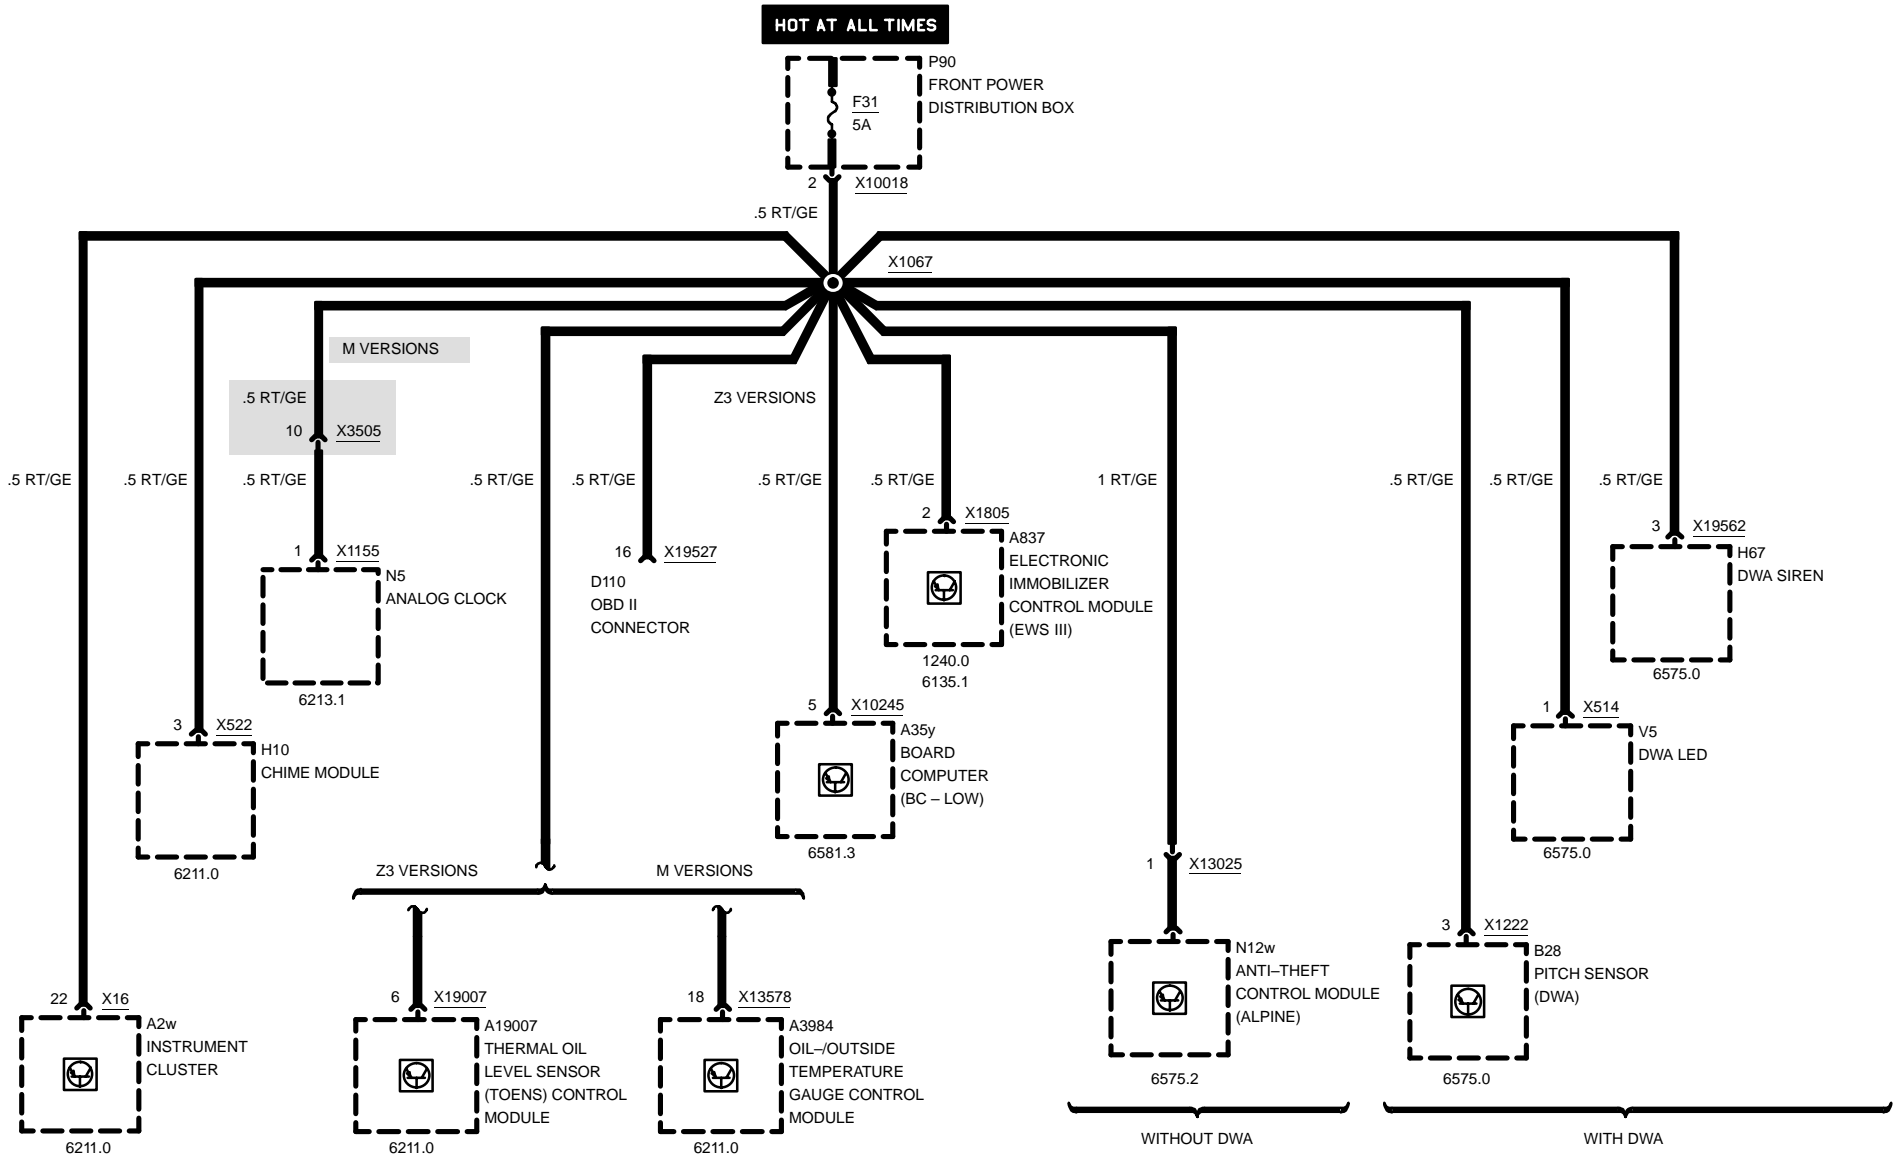 HOT AT ALL TIMES
P90
FRONT POWER
DISTRIBUTION BOX
F31
5A
2 X10018
.5 RT/GE
X1067
M VERSIONS
.5 RT/GE
10 X3505
Z3 VERSIONS
.5 RT/GE
.5 RT/GE
.5 RT/GE
.5 RT/GE
.5 RT/GE
.5 RT/GE
.5 RT/GE
1 RT/GE
.5 RT/GE
.5 RT/GE
.5 RT/GE
1 X1155
N5
ANALOG CLOCK
6213.1
16 X19527
D110
OBD II
CONNECTOR
2 X1805
A837
ELECTRONIC
IMMOBILIZER
CONTROL MODULE
(EWS III)
1240.0
6135.1
3 X19562
H67
DWA SIREN
6575.0
3 X522
H10
CHIME MODULE
6211.0
5 X10245
A35y
BOARD
COMPUTER
(BC – LOW)
6581.3
1 X514
V5
DWA LED
6575.0
Z3 VERSIONS
M VERSIONS
1 X13025
N12w
ANTI–THEFT
CONTROL MODULE
(ALPINE)
6575.2
3 X1222
B28
PITCH SENSOR
(DWA)
6575.0
22 X16
A2w
INSTRUMENT
CLUSTER
6211.0
6 X19007
A19007
THERMAL OIL
LEVEL SENSOR
(TOENS) CONTROL
MODULE
6211.0
18 X13578
A3984
OIL–/OUTSIDE
TEMPERATURE
GAUGE CONTROL
MODULE
6211.0
WITHOUT DWA
WITH DWA